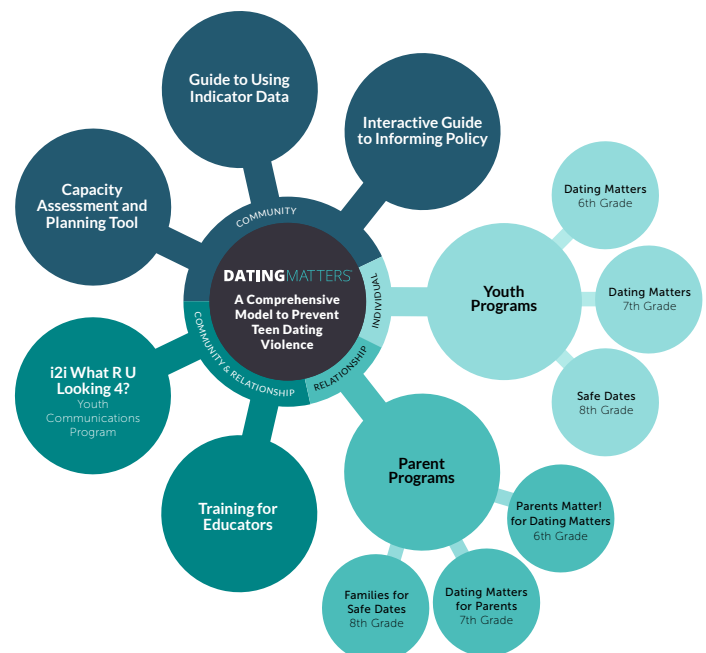 Guide to Using
Indicator Data
Interactive Guide
to Informing Policy
Capacity
Assessment and
Planning Tool
COMMUNITY
DATINGMATTERS
A Comprehensive
Model to Prevent
Teen Dating
Violence
INDIVIDUAL
RELATIONSHIP
COMMUNITY & RELATIONSHIP
Youth
Programs
Dating Matters
6th Grade
Dating Matters
7th Grade
Safe Dates
8th Grade
i2i What R U
Looking 4?
Youth
Communications
Program
Training for
Educators
Parent
Programs
Parents Matter!
for Dating Matters
6th Grade
Dating Matters
for Parents
7th Grade
Families for
Safe Dates
8th Grade